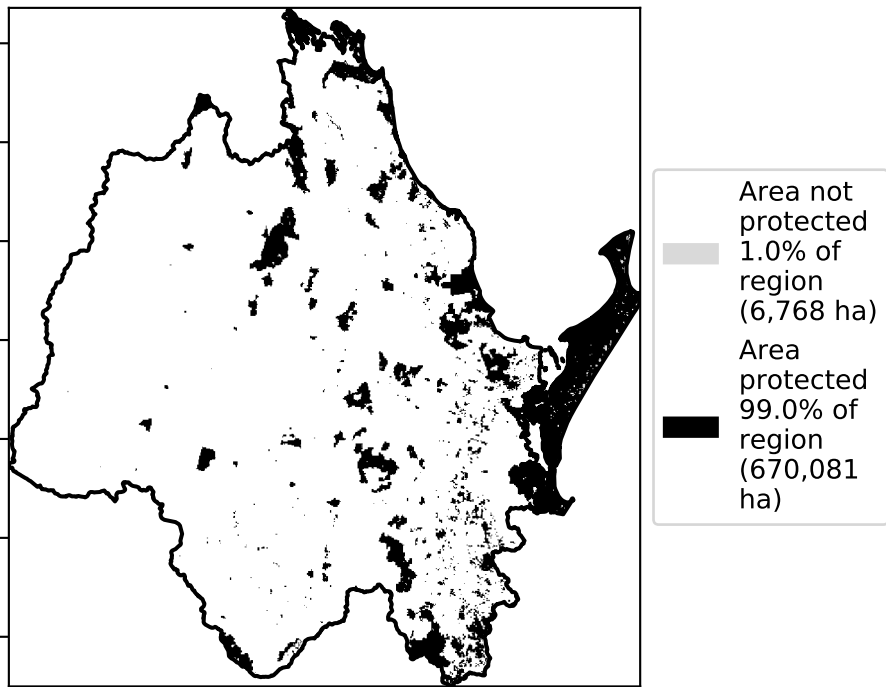 Area not
protected
1.0% of
region
(6,768 ha)
Area
protected
99.0% of
region
(670,081
ha)